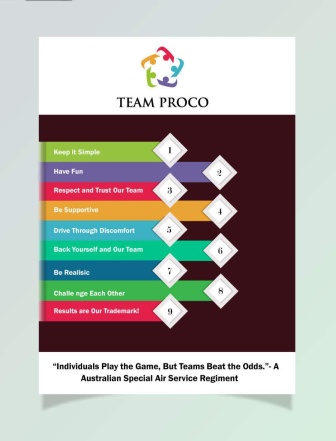 TEAM PROCO
Keep it Simple 1
Have Fun 2
Respect and Trust Our Team 3
Be Supportive 4
Drive Through Discomfort 5
Back Yourself and Our Team 6
Be Realisic 7
Challe nge Each Other 8
Results are Our Trademark! 9
“Individuals Play the Game, But Teams Beat the Odds.”- A
Australian Special Air Service Regiment